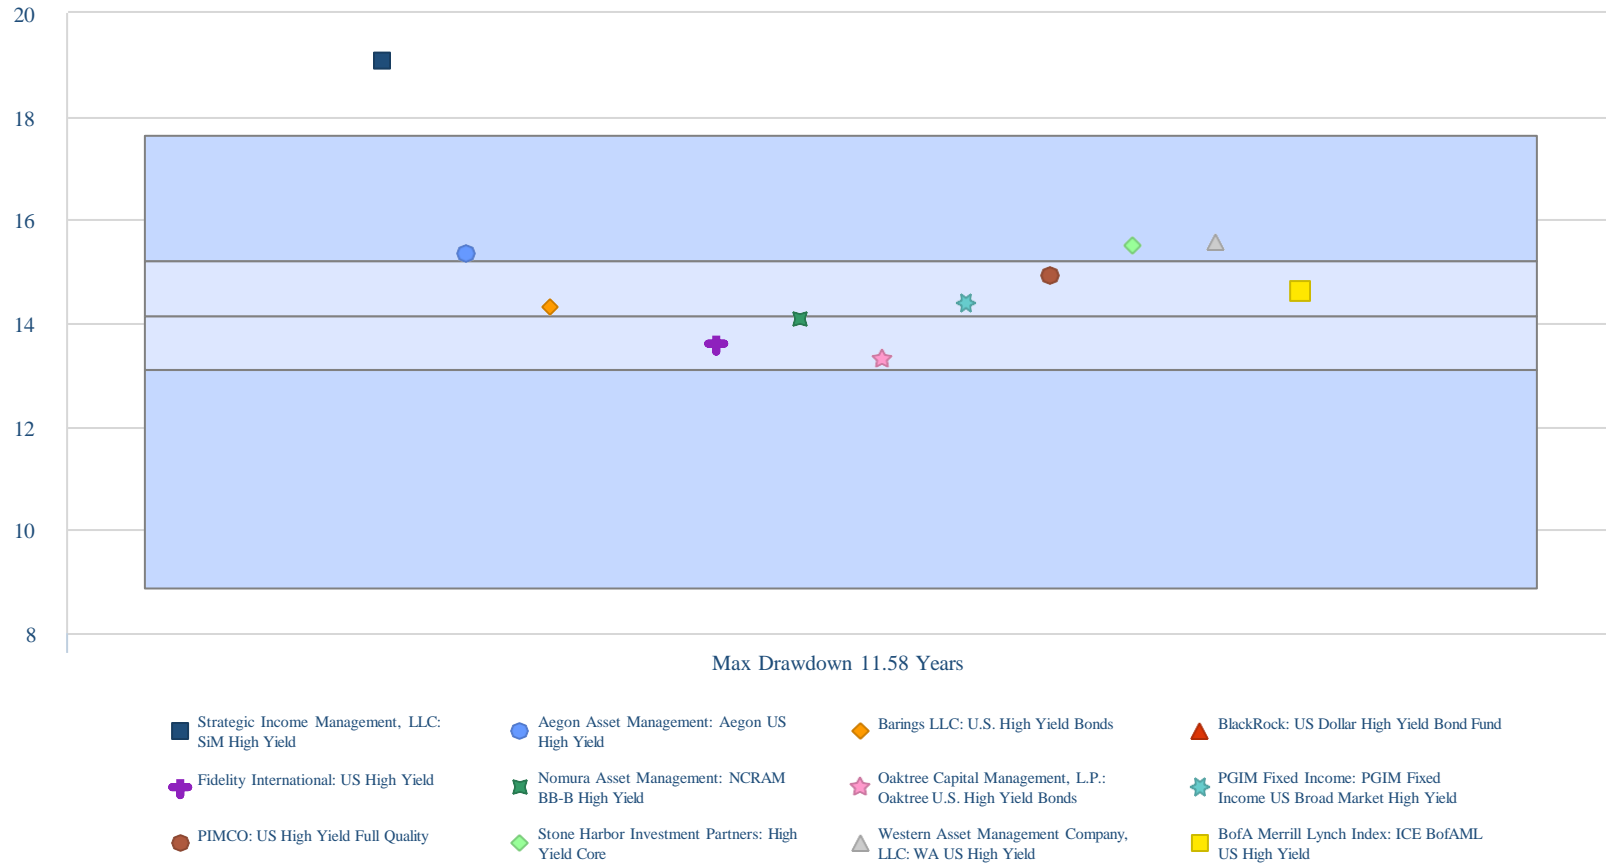 20
18
16
14
12
10
8
Max Drawdown 11.58 Years
Strategic Income Management, LLC:
SiM High Yield
Aegon Asset Management: Aegon US
High Yield
Barings LLC: U.S. High Yield Bonds
BlackRock: US Dollar High Yield Bond Fund
Fidelity International: US High Yield
Nomura Asset Management: NCRAM
BB-B High Yield
Oaktree Capital Management, L.P.:
Oaktree U.S. High Yield Bonds
PGIM Fixed Income: PGIM Fixed
Income US Broad Market High Yield
PIMCO: US High Yield Full Quality
Stone Harbor Investment Partners: High
Yield Core
Western Asset Management Company,
LLC: WA US High Yield
BofA Merrill Lynch Index: ICE BofAML
US High Yield